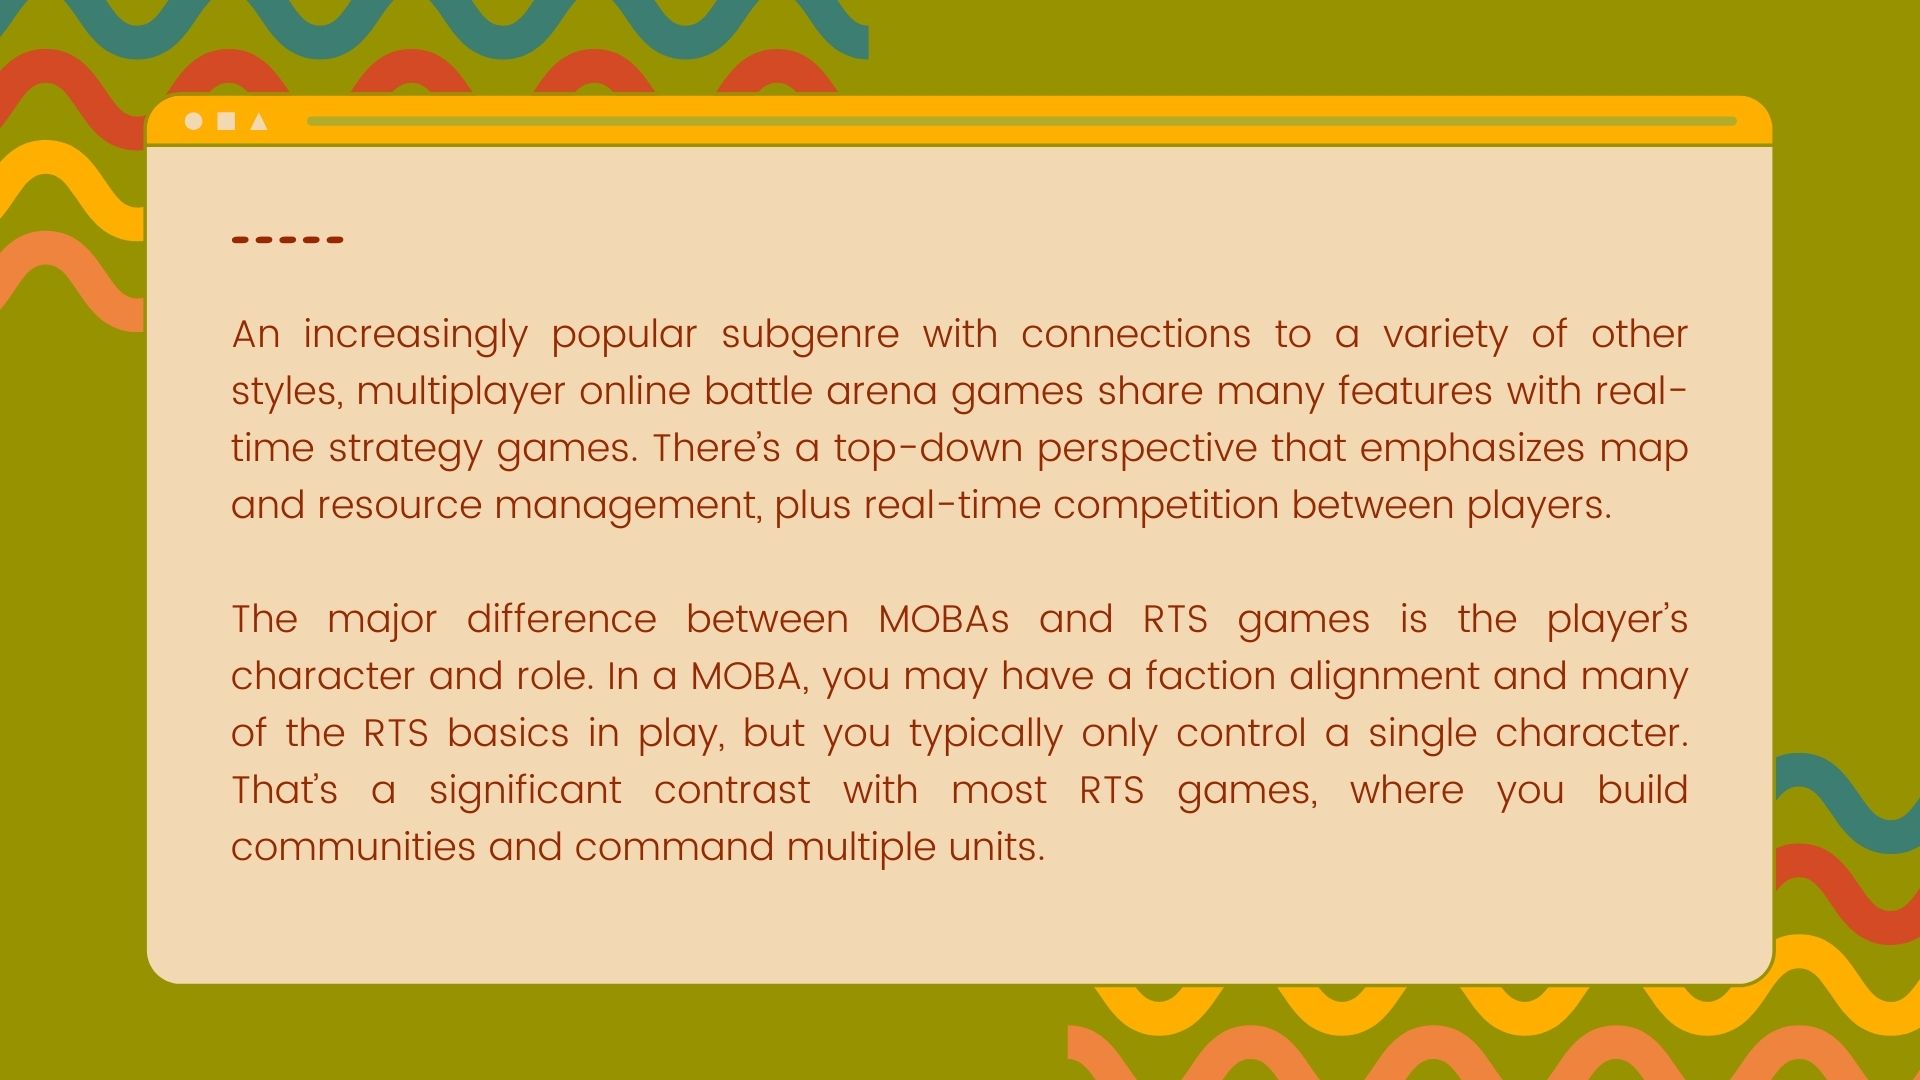 -----
An increasingly popular subgenre with connections to a variety of other
styles, multiplayer online battle arena games share many features with real-
time strategy games. There’s a top-down perspective that emphasizes map
and resource management, plus real-time competition between players.
The major difference between MOBAs and RTS games is the player’s
character and role. In a MOBA, you may have a faction alignment and many
of the RTS basics in play, but you typically only control a single character.
That’s a significant contrast with most RTS games, where you build
communities and command multiple units.